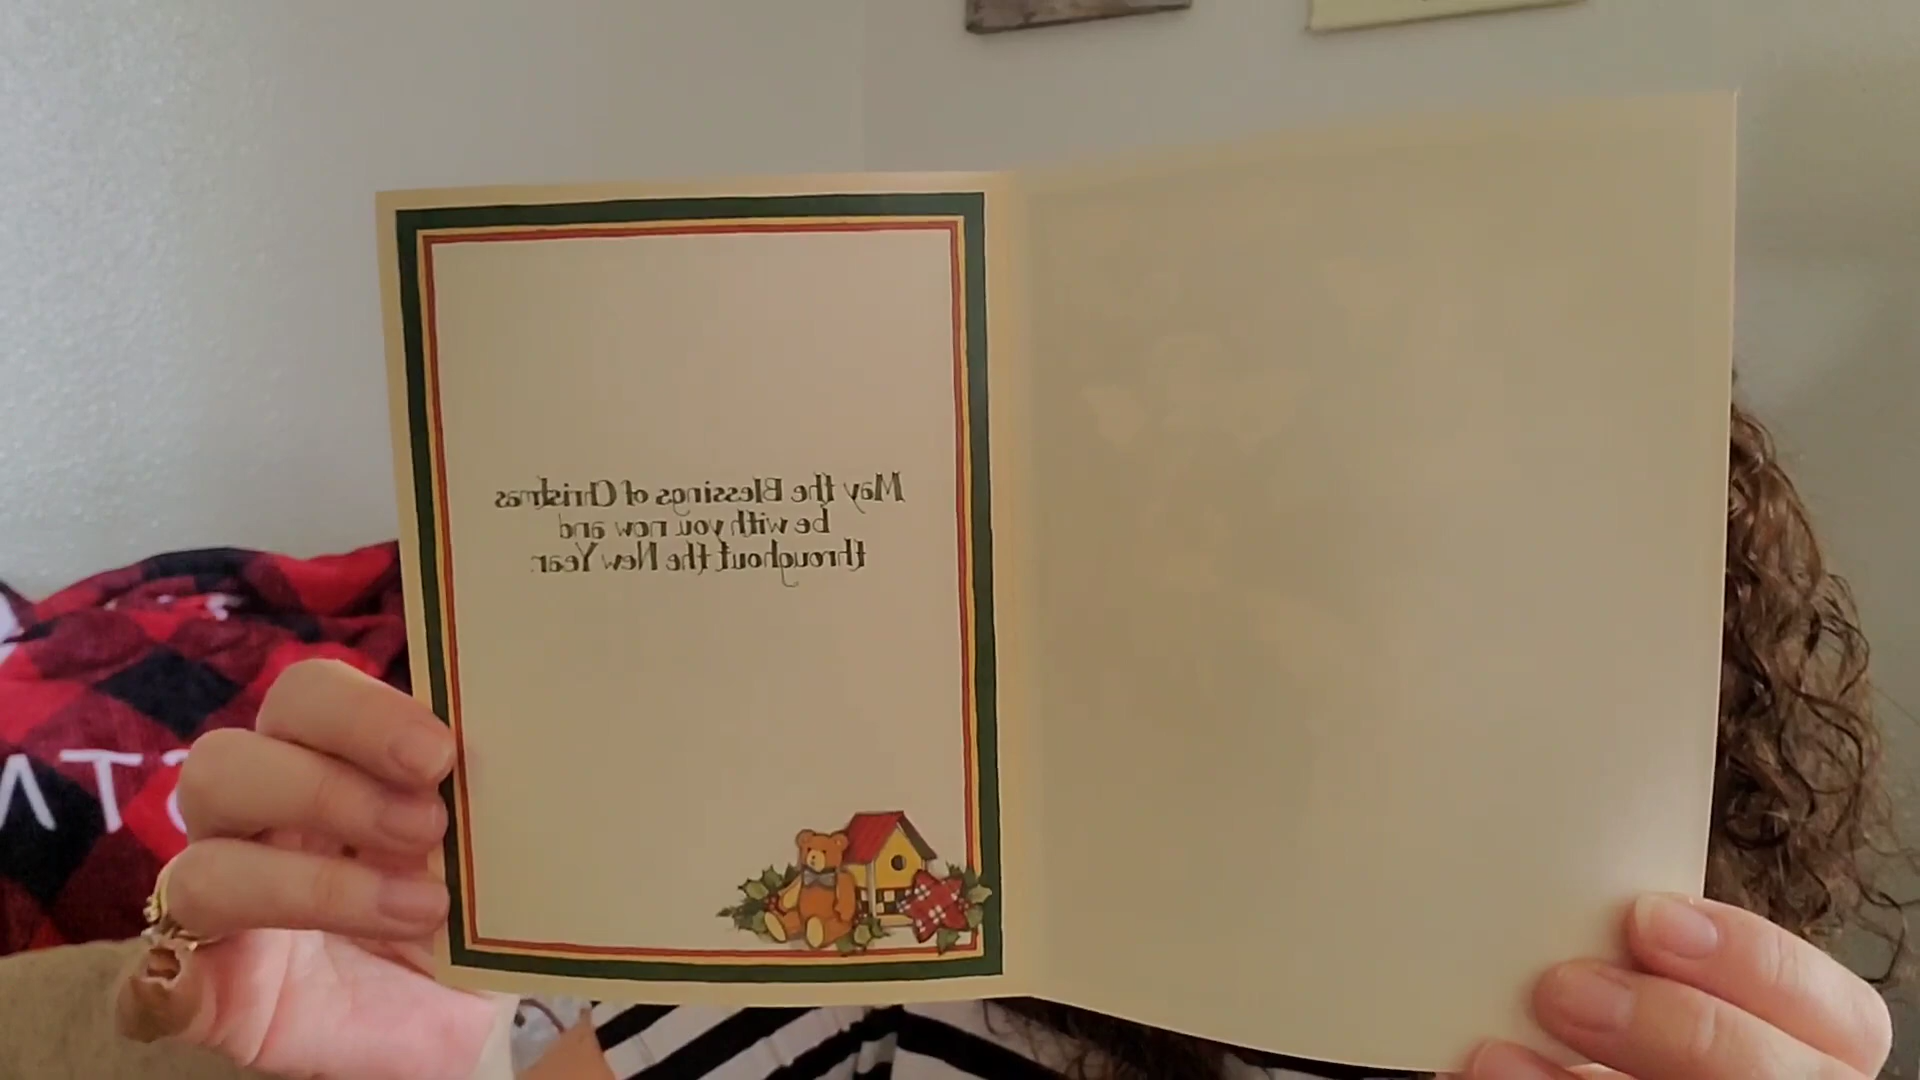 May the Blessings of Christmas
be with you now and
throughout the New Year.